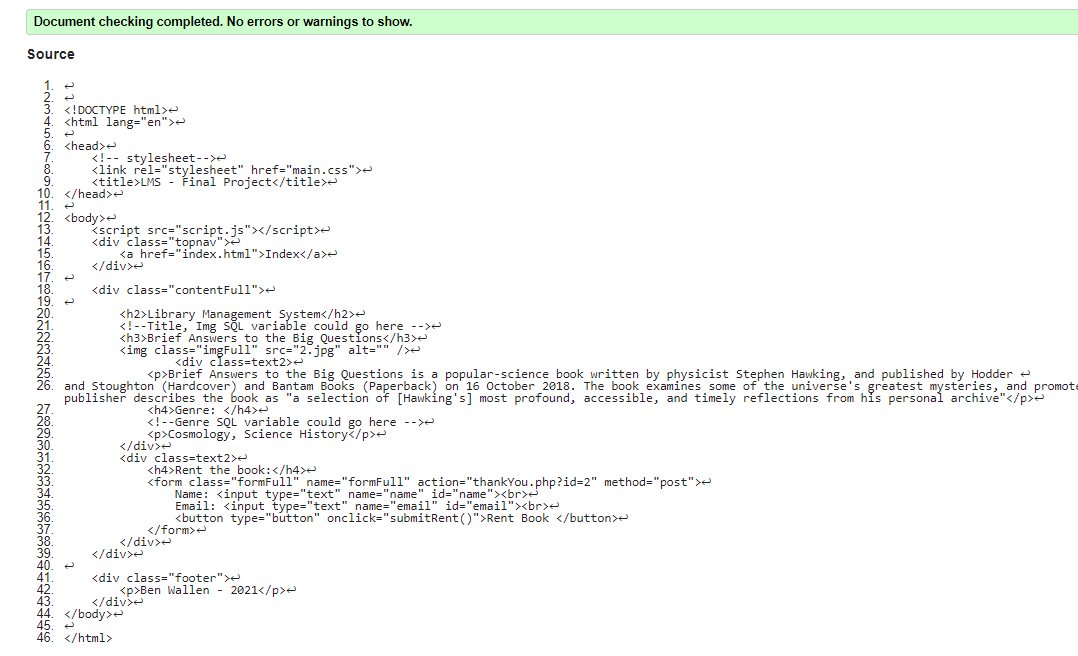 Document checking completed. No errors or warnings to show.
Source
1. ↩
2. ↩
3. <!DOCTYPE html>↩
4. <html lang="en">↩
5. ↩
6. <head>↩
7.     <!-- stylesheet-->↩
8.     <link rel="stylesheet" href="main.css">↩
9.     <title>LMS - Final Project</title>↩
10. </head>↩
11. ↩
12. <body>↩
13.     <script src="script.js"></script>↩
14.     <div class="topnav">↩
15.         <a href="index.html">Index</a>↩
16.     </div>↩
17. ↩
18.     <div class="contentFull">↩
19. ↩
20.         <h2>Library Management System</h2>↩
21.         <!--Title, Img SQL variable could go here -->↩
22.         <h3>Brief Answers to the Big Questions</h3>↩
23.         <img class="imgFull" src="2.jpg" alt="" />↩
24.                 <div class=text2>↩
25.             <p>Brief Answers to the Big Questions is a popular-science book written by physicist Stephen Hawking, and published by Hodder ↩
26. and Stoughton (Hardcover) and Bantam Books (Paperback) on 16 October 2018. The book examines some of the universe's greatest mysteries, and promote
publisher describes the book as "a selection of [Hawking's] most profound, accessible, and timely reflections from his personal archive"</p>↩
27.             <h4>Genre: </h4>↩
28.             <!--Genre SQL variable could go here -->↩
29.             <p>Cosmology, Science History</p>↩
30.         </div>↩
31.         <div class=text2>↩
32.             <h4>Rent the book:</h4>↩
33.             <form class="formFull" name="formFull" action="thankYou.php?id=2" method="post">↩
34.                 Name: <input type="text" name="name" id="name"><br>↩
35.                 Email: <input type="text" name="email" id="email"><br>↩
36.                 <button type="button" onclick="submitRent()">Rent Book </button>↩
37.             </form>↩
38.         </div>↩
39.     </div>↩
40. ↩
41.     <div class="footer">↩
42.         <p>Ben Wallen - 2021</p>↩
43.     </div>↩
44. </body>↩
45. ↩
46. </html>